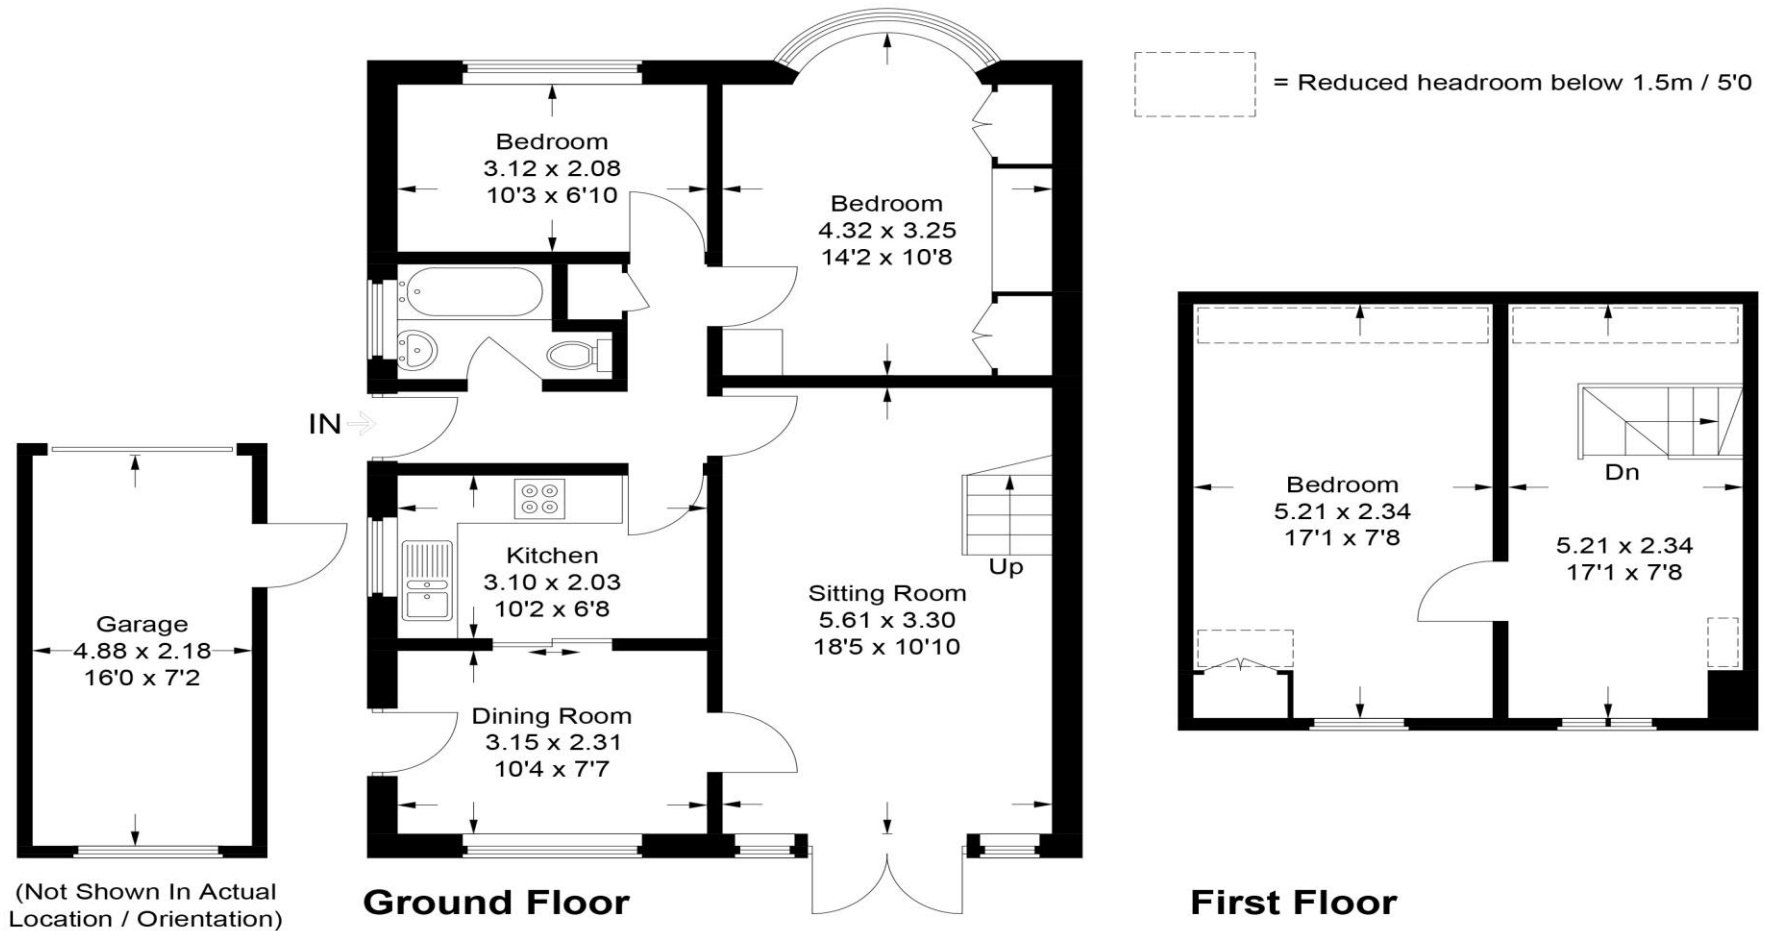 = Reduced headroom below 1.5m / 5'0
Bedroom
3.12 x 2.08
10'3 x 6'10
Bedroom
4.32 x 3.25
14'2 x 10'8
IN
Kitchen
3.10 x 2.03
10'2 x 6'8
Up
Sitting Room
5.61 x 3.30
18'5 x 10'10
Dining Room
3.15 x 2.31
10'4 x 7'7
Garage
4.88 x 2.18
16'0 x 7'2
(Not Shown In Actual
Location / Orientation)
Ground Floor
Bedroom
5.21 x 2.34
17'1 x 7'8
Dn
5.21 x 2.34
17'1 x 7'8
First Floor